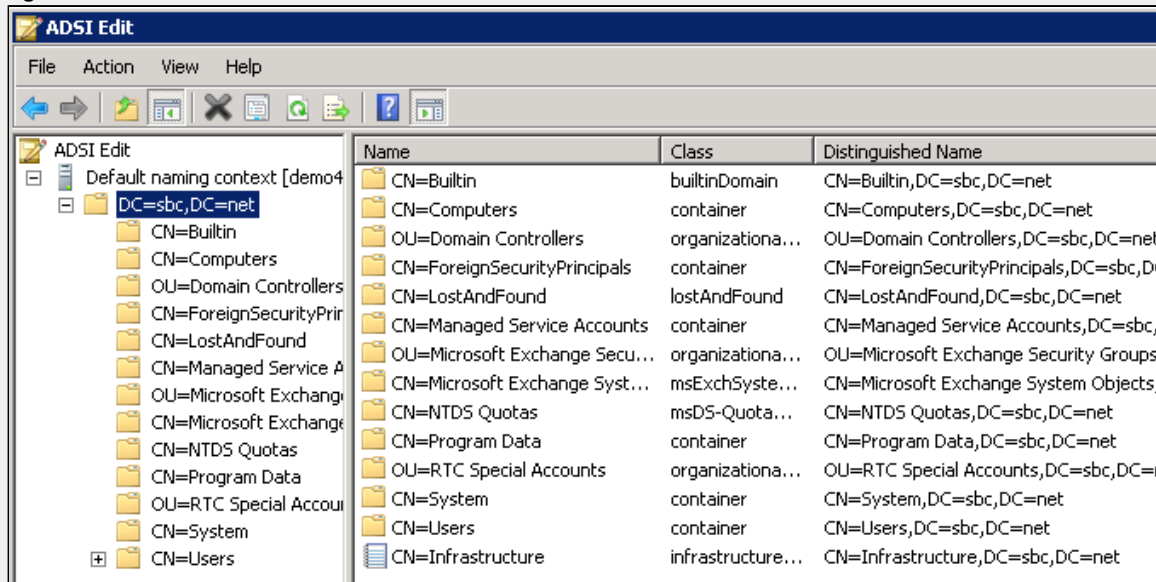 ADSI Edit
File Action View Help
ADSI Edit
Default naming context [demo4
DC=sbc,DC=net
CN=Builtin
CN=Computers
OU=Domain Controllers
CN=ForeignSecurityPrin
CN=LostAndFound
CN=Managed Service A
OU=Microsoft Exchang
CN=Microsoft Exchange
CN=NTDS Quotas
CN=Program Data
OU=RTC Special Accou
CN=System
CN=Users
Name Class Distinguished Name
CN=Builtin builtinDomain CN=Builtin,DC=sbc,DC=net
CN=Computers container CN=Computers,DC=sbc,DC=net
OU=Domain Controllers organizationa... OU=Domain Controllers,DC=sbc,DC=net
CN=ForeignSecurityPrincipals container CN=ForeignSecurityPrincipals,DC=sbc,D
CN=LostAndFound lostAndFound CN=LostAndFound,DC=sbc,DC=net
CN=Managed Service Accounts container CN=Managed Service Accounts,DC=sbc,
OU=Microsoft Exchange Secu... organizationa... OU=Microsoft Exchange Security Groups
CN=Microsoft Exchange Syst... msExchSyste... CN=Microsoft Exchange System Objects,
CN=NTDS Quotas msDS-Quota... CN=NTDS Quotas,DC=sbc,DC=net
CN=Program Data container CN=Program Data,DC=sbc,DC=net
OU=RTC Special Accounts organizationa... OU=RTC Special Accounts,DC=sbc,DC=
CN=System container CN=System,DC=sbc,DC=net
CN=Users container CN=Users,DC=sbc,DC=net
CN=Infrastructure infrastructure... CN=Infrastructure,DC=sbc,DC=net